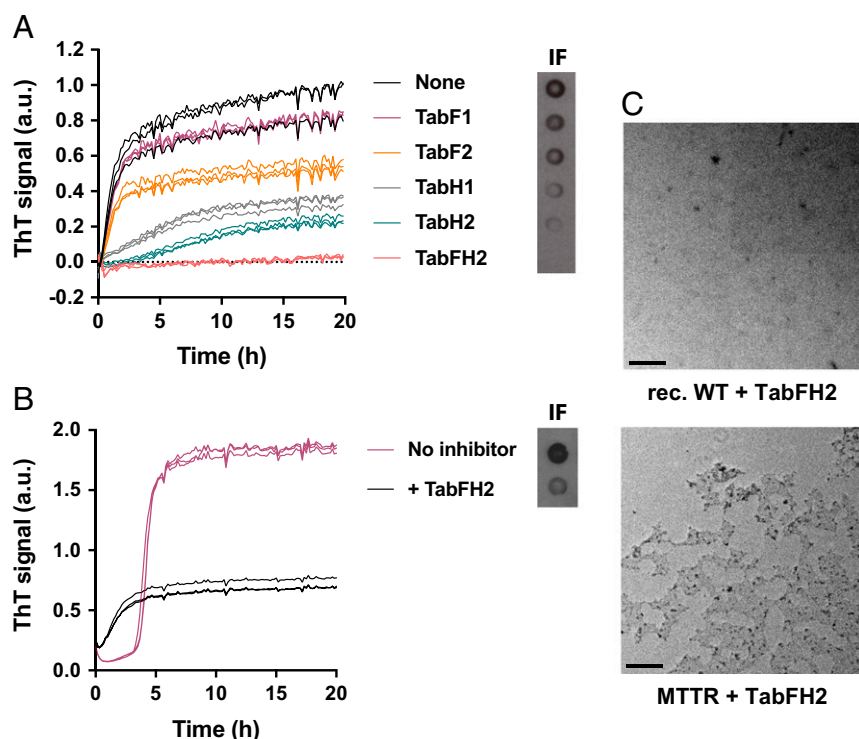 A
ThT signal (a.u.)
1.2
1.0
0.8
0.6
0.4
0.2
0.0
-0.2
0 5 10 15 20
Time (h)
None
TabF1
TabF2
TabH1
TabH2
TabFH2
IF
B
ThT signal (a.u.)
2.0
1.5
1.0
0.5
0.0
0 5 10 15 20
Time (h)
No inhibitor
+ TabFH2
IF
C
rec. WT + TabFH2
MTTR + TabFH2